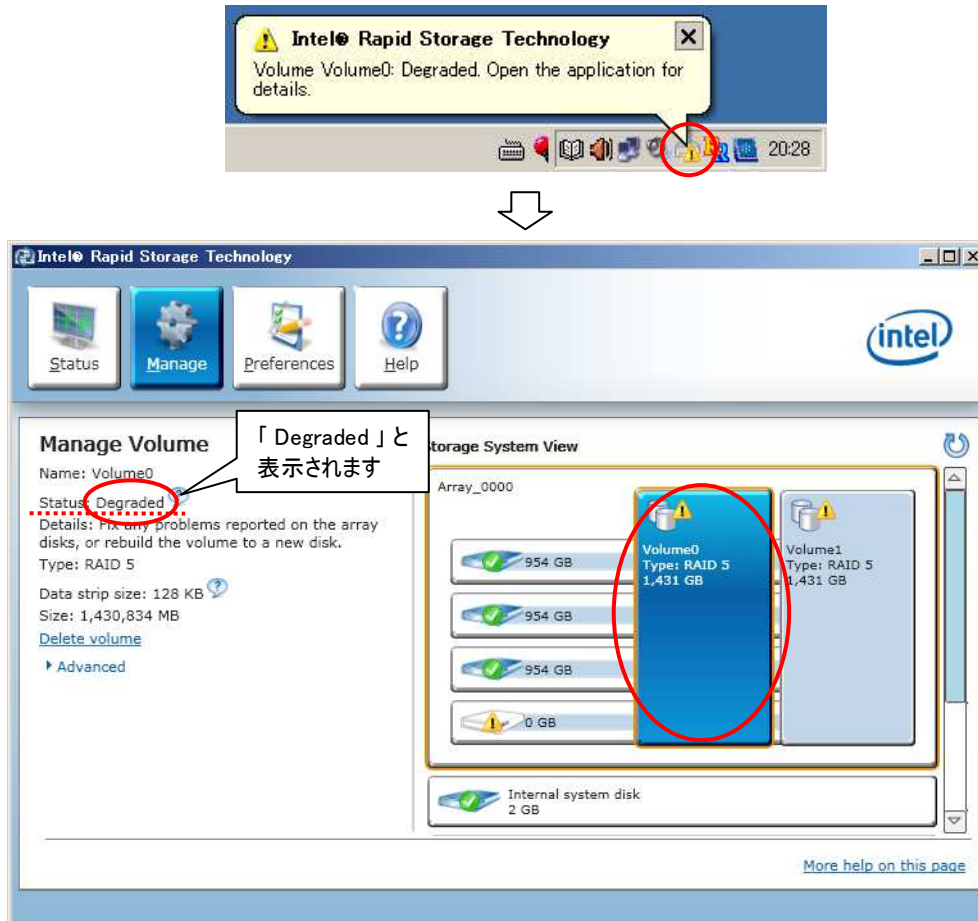 Intel® Rapid Storage Technology
Volume Volume0: Degraded. Open the application for
details.
20:28
Intel® Rapid Storage Technology
Status
Manage
Preferences
Help
intel
Manage Volume
Name: Volume0
Status: Degraded
Details: Fix any problems reported on the array
disks, or rebuild the volume to a new disk.
Type: RAID 5
Data strip size: 128 KB
Size: 1,430,834 MB
Delete volume
Advanced
「 Degraded 」と
表示されます
Storage System View
Array_0000
954 GB
954 GB
954 GB
0 GB
Volume0
Type: RAID 5
1,431 GB
Volume1
Type: RAID 5
1,431 GB
Internal system disk
2 GB
More help on this page